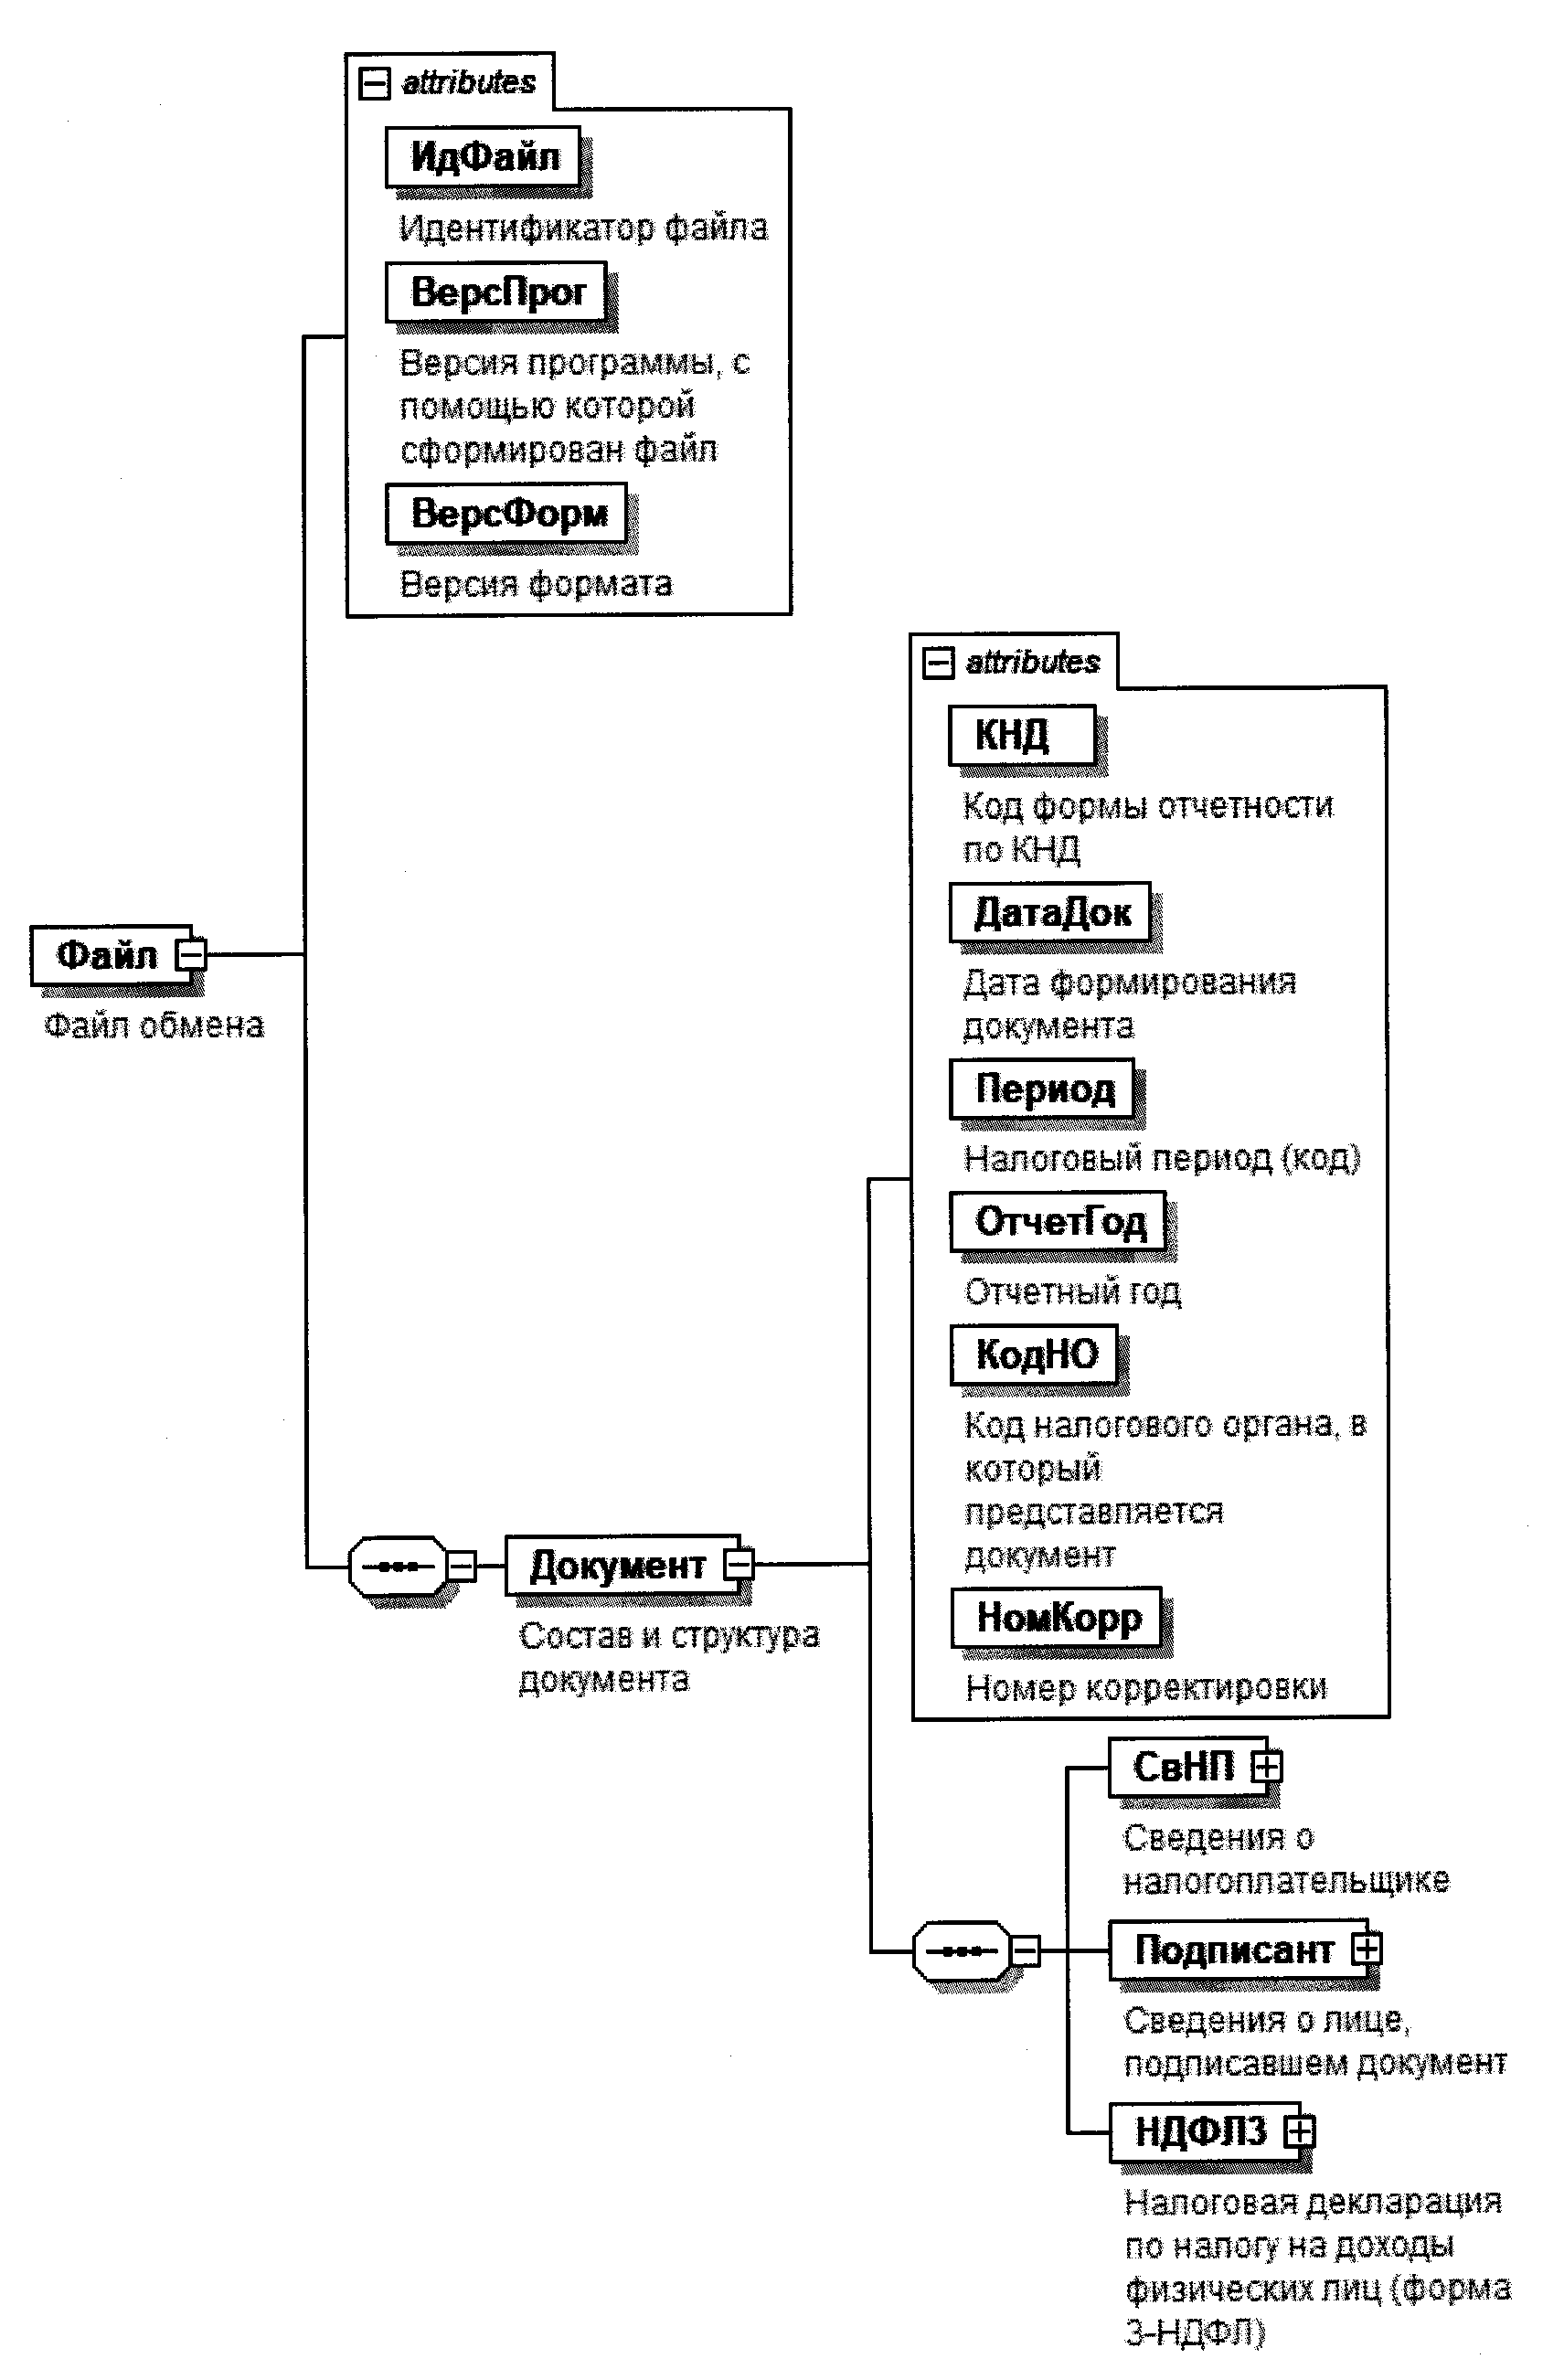 attributes
ИдФайл
Идентификатор файла
ВерсПрог
Версия программы, с
помощью которой
сформирован файл
ВерсФорм
Версия формата
Файл
Файл обмена
Документ
Состав и структура
документа
attributes
КНД
Код формы отчетности
по КНД
ДатаДок
Дата формирования
документа
Период
Налоговый период (код)
ОтчетГод
Отчетный год
КодНО
Код налогового органа, в
который
представляется
документ
НомКорр
Номер корректировки
СвНП
Сведения о
налогоплательщике
Подписант
Сведения о лице,
подписавшем документ
НДФЛ3
Налоговая декларация
по налогу на доходы
физических лиц (форма
3-НДФЛ)